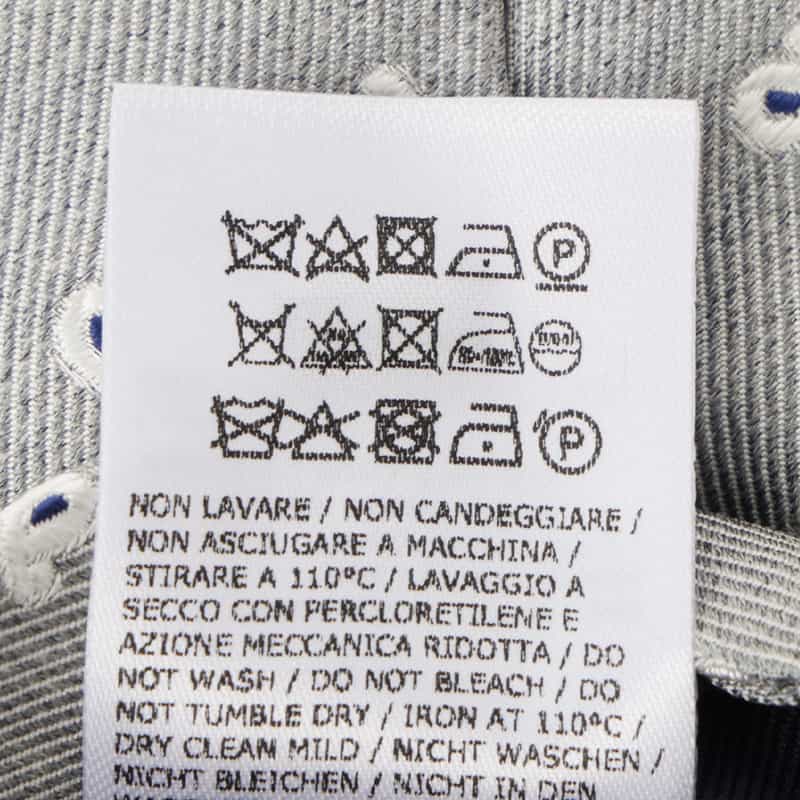 P
P
NON LAVARE / NON CANDEGGIARE /
NON ASCIUGARE A MACCHINA /
STIRARE A 110°C / LAVAGGIO A
SECCO CON PERCLORETILENE E
AZIONE MECCANICA RIDOTTA / DO
NOT WASH / DO NOT BLEACH / DO
NOT TUMBLE DRY / IRON AT 110°C /
DRY CLEAN MILD / NICHT WASCHEN /
NICHT BLEICHEN / NICHT IN DEN